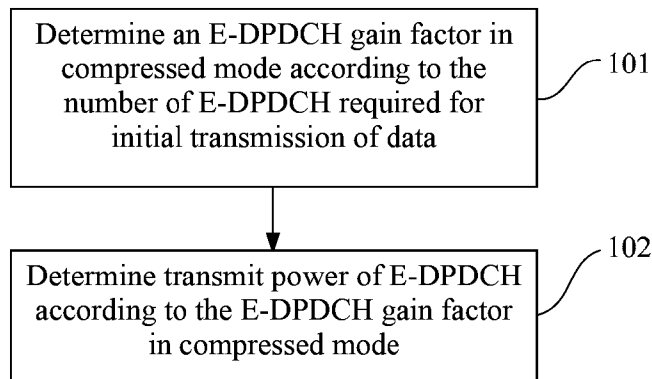 Determine an E-DPDCH gain factor in
compressed mode according to the
number of E-DPDCH required for
initial transmission of data
101
Determine transmit power of E-DPDCH
according to the E-DPDCH gain factor
in compressed mode
102